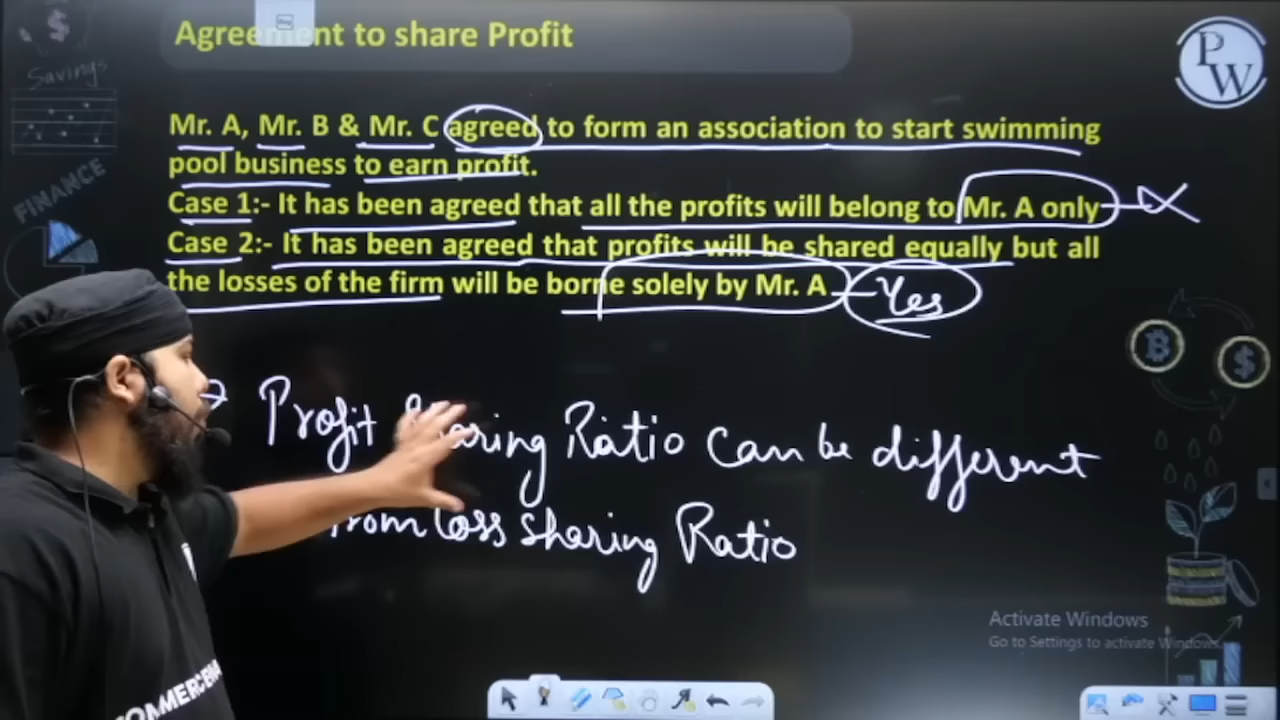 Agreement to share Profit
Savings
P
W
Mr. A, Mr. B & Mr. C agreed to form an association to start swimming
pool business to earn profit.
FINANCE
Case 1:- It has been agreed that all the profits will belong to Mr. A only
Case 2:- It has been agreed that profits will be shared equally but all
the losses of the firm will be borne solely by Mr. A
Yes
Profit Sharing Ratio can be different
from loss sharing Ratio
Activate Windows
Go to Settings to activate Windows.